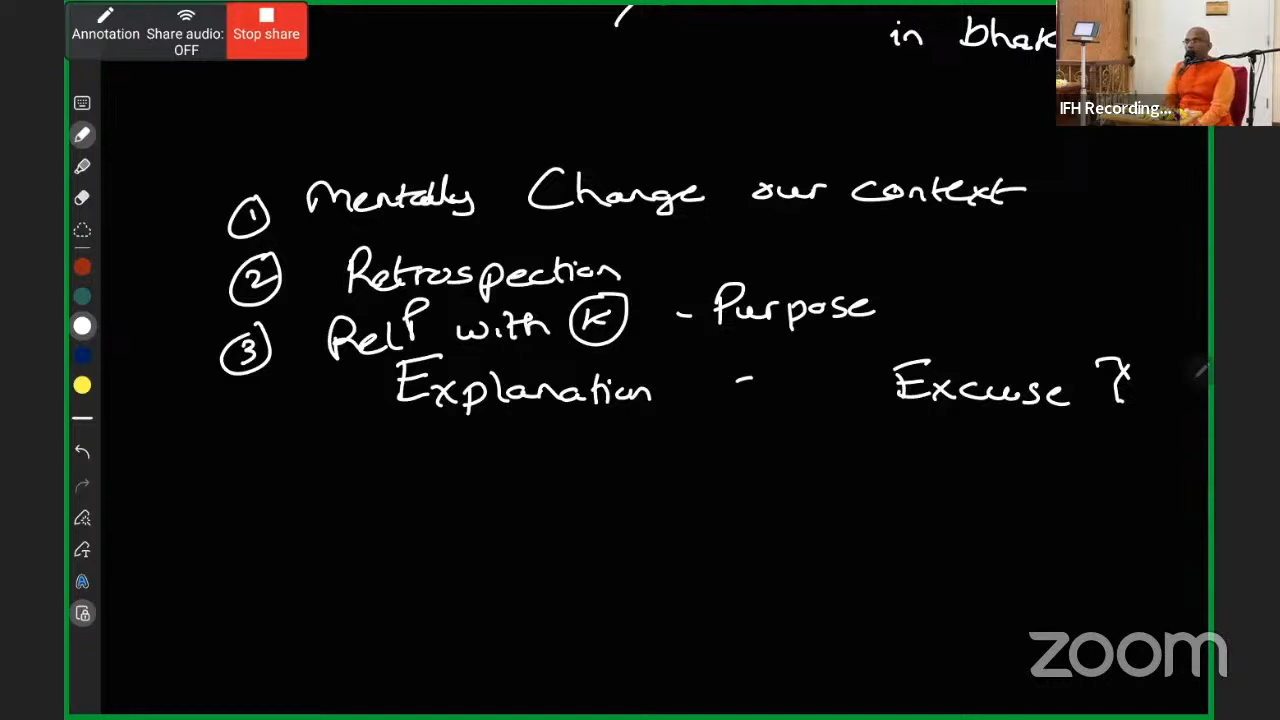 Annotation Share audio: Stop share
OFF
in bhak
IFH Recording...
① Mentally Change our context
② Retrospection
③ Rel^p with Ⓚ - Purpose
Explanation - Excuse ?
zoom